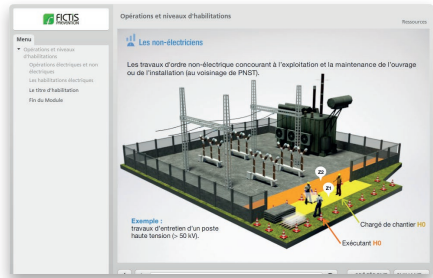 FICTIS
Opérations et niveaux d'habilitations
Ressources
Menu
Opérations et niveaux
d'habilitations
Opérations électriques et non
électriques
Les habilitations électriques
Le titre d'habilitation
Fin du Module
Les non-électriciens
Les travaux d'ordre non-électrique concourant à l'exploitation et la maintenance de l'ouvrage
ou de l'installation (au voisinage de PNST).
Z2
Z1
Exemple :
travaux d'entretien d'un poste
haute tension (> 50 kV).
Chargé de chantier H0
Exécutant H0